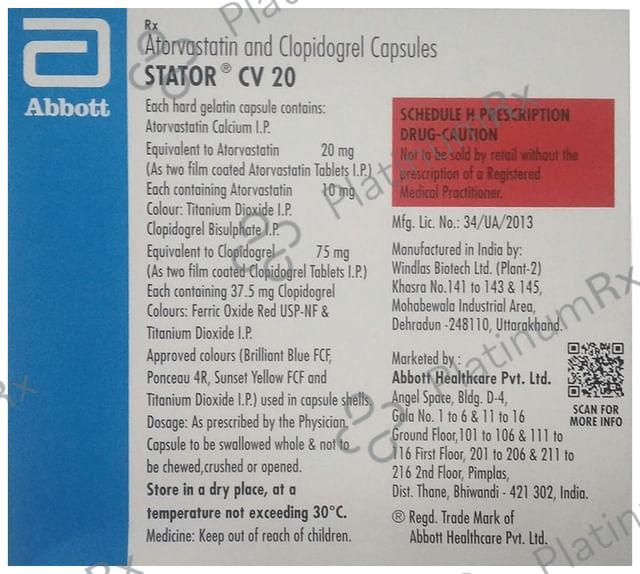 Abbott
Rx
Atorvastatin and Clopidogrel Capsules
STATOR® CV 20
Each hard gelatin capsule contains:
Atorvastatin Calcium I.P.
Equivalent to Atorvastatin 20 mg
(As two film coated Atorvastatin Tablets I.P.)
Each containing Atorvastatin 10 mg
Colour: Titanium Dioxide I.P.
Clopidogrel Bisulphate I.P.
Equivalent to Clopidogrel 75 mg
(As two film coated Clopidogrel Tablets I.P.)
Each containing 37.5 mg Clopidogrel
Colours: Ferric Oxide Red USP-NF &
Titanium Dioxide I.P.
Approved colours (Brilliant Blue FCF,
Ponceau 4R, Sunset Yellow FCF and
Titanium Dioxide I.P.) used in capsule shells.
Dosage: As prescribed by the Physician.
Capsule to be swallowed whole & not to
be chewed,crushed or opened.
Store in a dry place, at a
temperature not exceeding 30°C.
Medicine: Keep out of reach of children.
SCHEDULE H PRESCRIPTION
DRUG-CAUTION
Not to be sold by retail without the
prescription of a Registered
Medical Practitioner.
Mfg. Lic. No.: 34/UA/2013
Manufactured in India by:
Windlas Biotech Ltd. (Plant-2)
Khasra No.141 to 143 & 145,
Mohabewala Industrial Area,
Dehradun -248110, Uttarakhand.
Marketed by :
Abbott Healthcare Pvt. Ltd.
Angel Space, Bldg. D-4,
Gala No. 1 to 6 & 11 to 16
Ground Floor,101 to 106 & 111 to
116 First Floor, 201 to 206 & 211 to
216 2nd Floor, Pimplas,
Dist. Thane, Bhiwandi - 421 302, India.
® Regd. Trade Mark of
Abbott Healthcare Pvt. Ltd.
SCAN FOR
MORE INFO
PlatinumRx
PlatinumRx
PlatinumRx